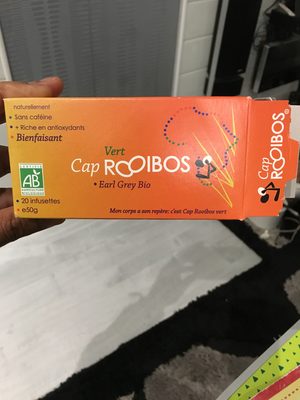 naturellement
• Sans caféine
• + Riche en antioxydants
• Bienfaisant
Vert
Cap ROOIBOS
• Earl Grey Bio
AB
• 20 infusettes
• e50g
Mon corps a son repère: c'est Cap Rooibos vert
Cap ROOIBOS®